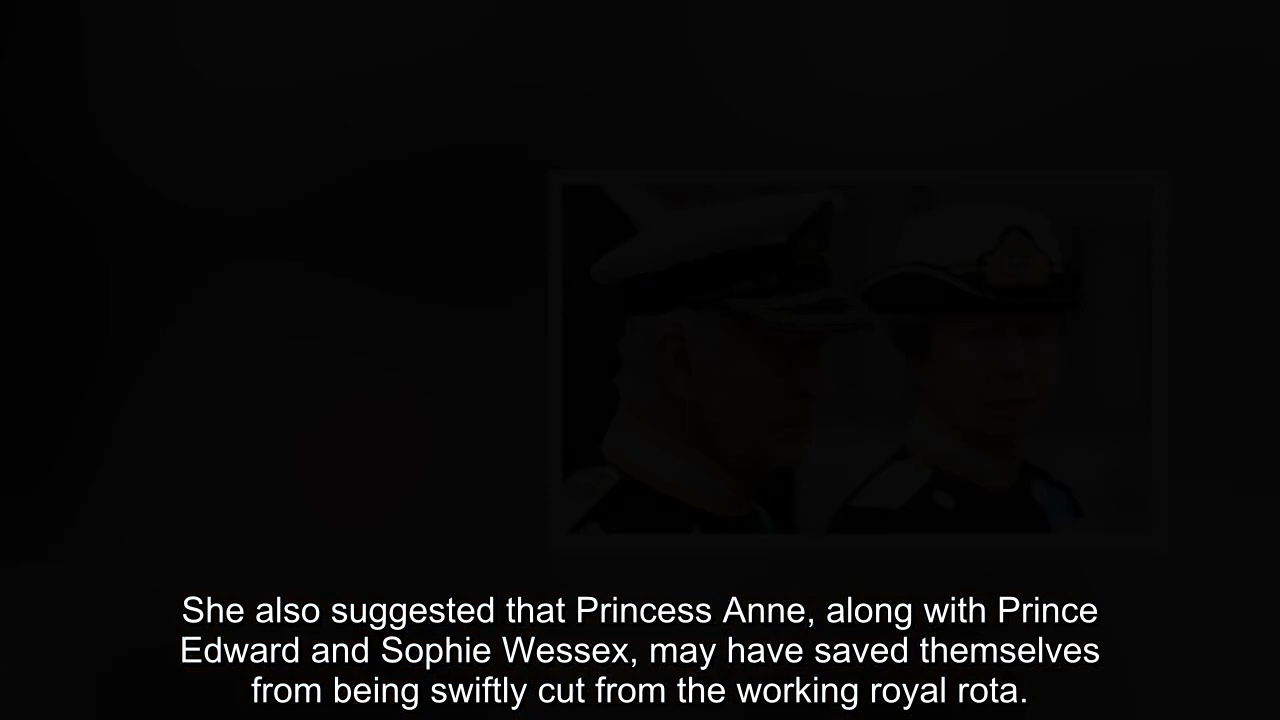 She also suggested that Princess Anne, along with Prince
Edward and Sophie Wessex, may have saved themselves
from being swiftly cut from the working royal rota.